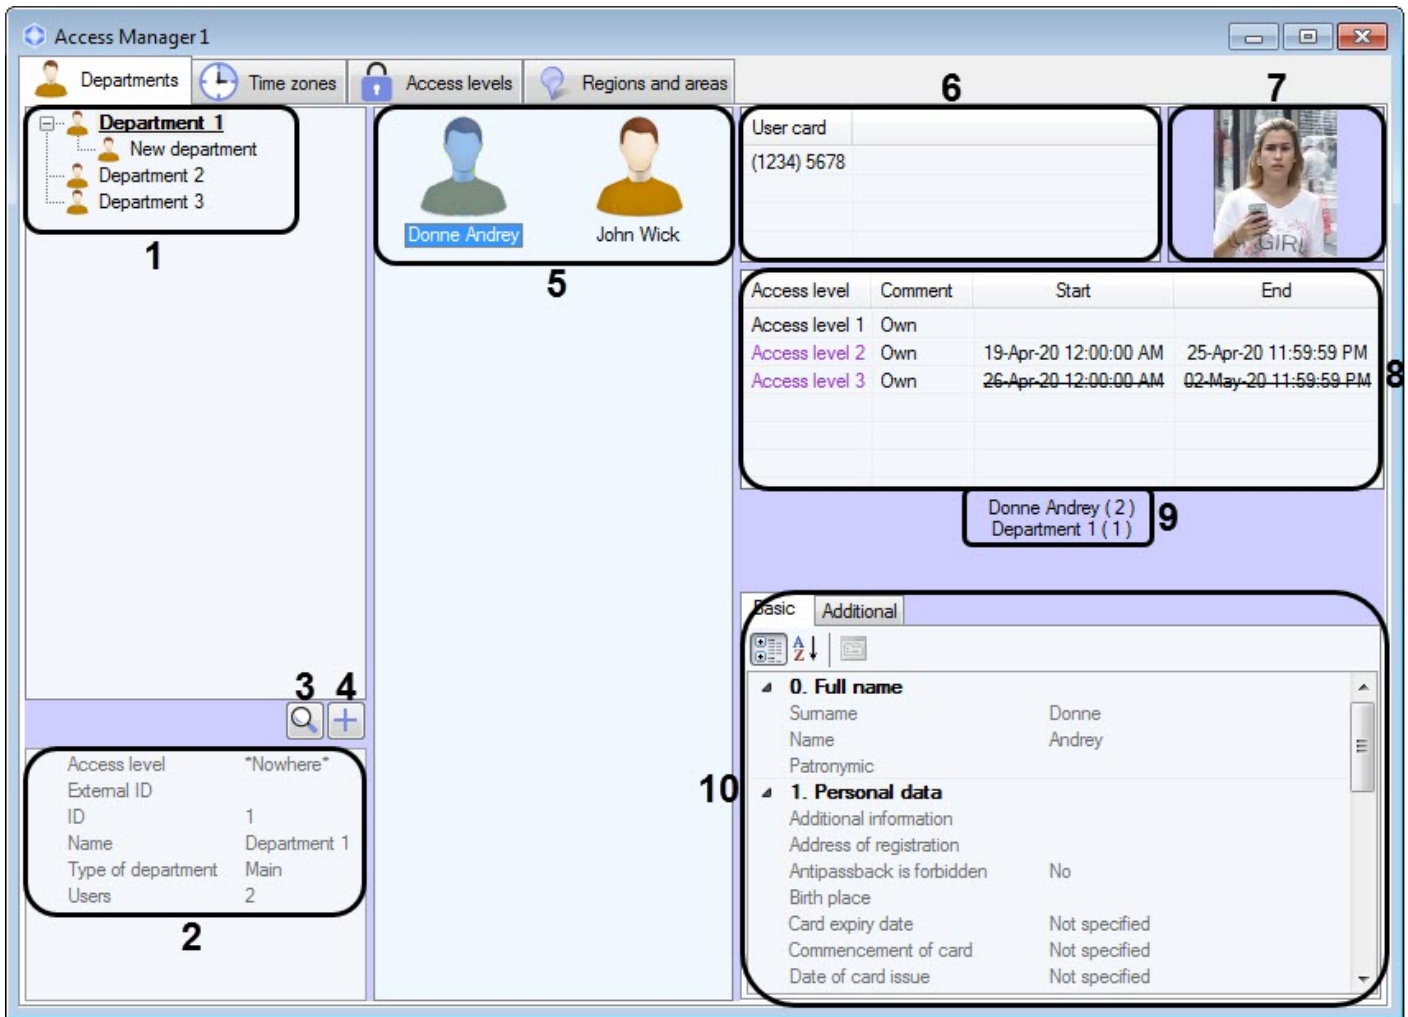 Access Manager 1
Departments Time zones Access levels Regions and areas
6 7
Department 1
New department
Department 2
Department 3
1
Donne Andrey John Wick
5
User card
(1234) 5678
GIRL
Access level Comment Start End
Access level 1 Own
Access level 2 Own 19-Apr-20 12:00:00 AM 25-Apr-20 11:59:59 PM
Access level 3 Own 26-Apr-20 12:00:00 AM 02-May-20 11:59:59 PM
8
Donne Andrey ( 2 )
Department 1 ( 1 )
9
3 4
Access level *Nowhere*
External ID
ID 1
Name Department 1
Type of department Main
Users 2
2
Basic Additional
0. Full name
Surname Donne
Name Andrey
Patronymic
10
1. Personal data
Additional information
Address of registration
Antipassback is forbidden No
Birth place
Card expiry date Not specified
Commencement of card Not specified
Date of card issue Not specified